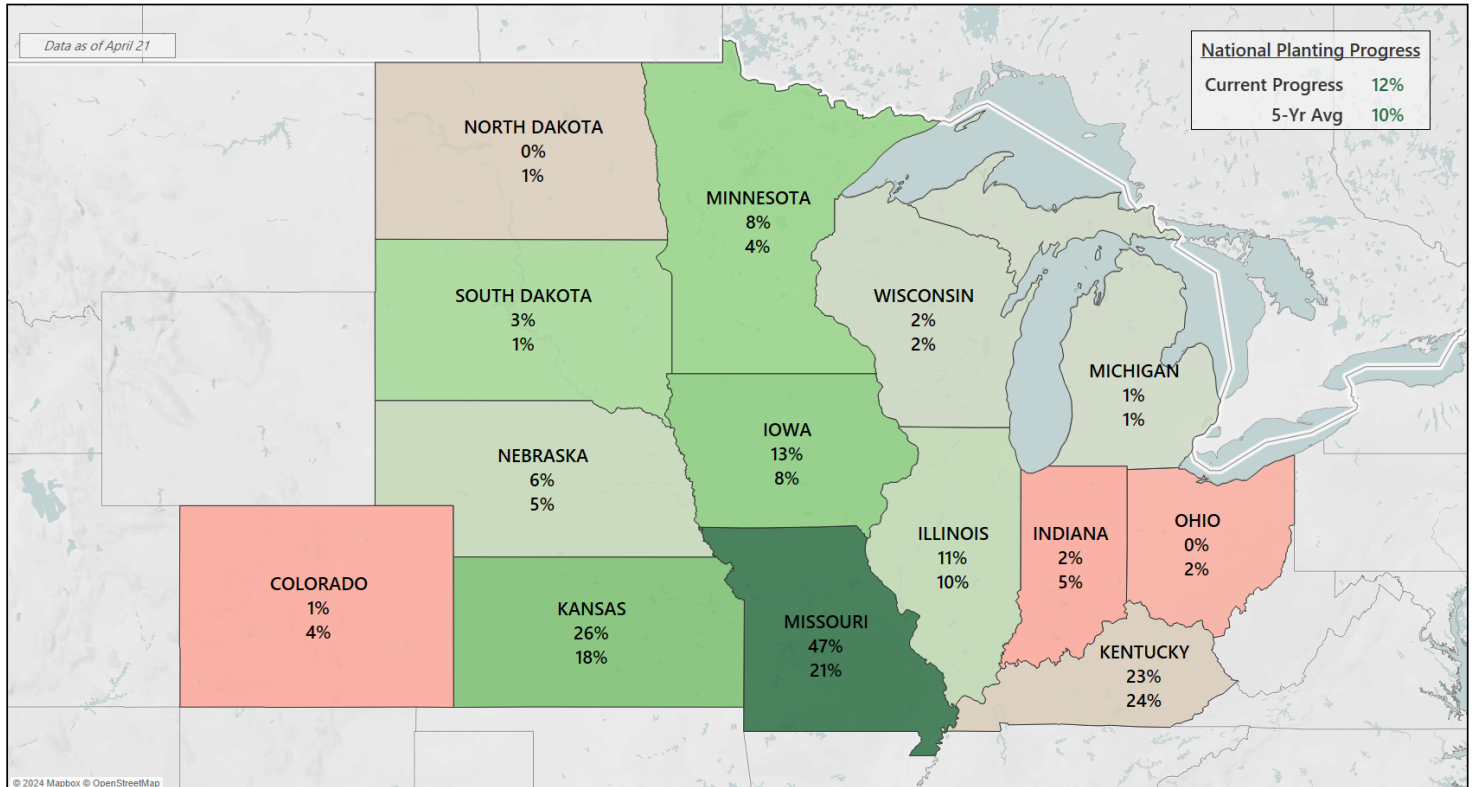 Data as of April 21
National Planting Progress
Current Progress 12%
5-Yr Avg 10%
NORTH DAKOTA
0%
1%
MINNESOTA
8%
4%
SOUTH DAKOTA
3%
1%
WISCONSIN
2%
2%
MICHIGAN
1%
1%
IOWA
13%
8%
NEBRASKA
6%
5%
ILLINOIS
11%
10%
INDIANA
2%
5%
OHIO
0%
2%
COLORADO
1%
4%
KANSAS
26%
18%
MISSOURI
47%
21%
KENTUCKY
23%
24%
© 2024 Mapbox © OpenStreetMap